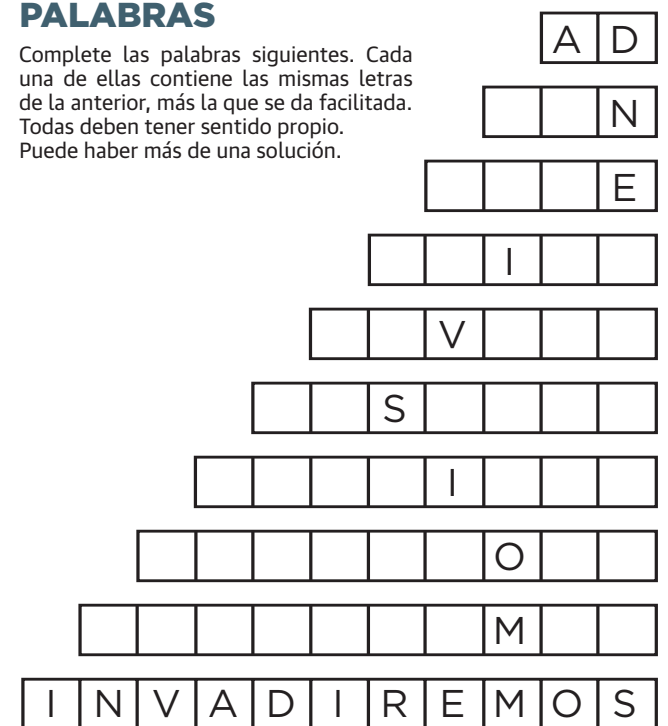 PALABRAS
Complete las palabras siguientes. Cada
una de ellas contiene las mismas letras
de la anterior, más la que se da facilitada.
Todas deben tener sentido propio.
Puede haber más de una solución.
A D
N
E
I
V
S
I
O
M
I N V A D I R E M O S